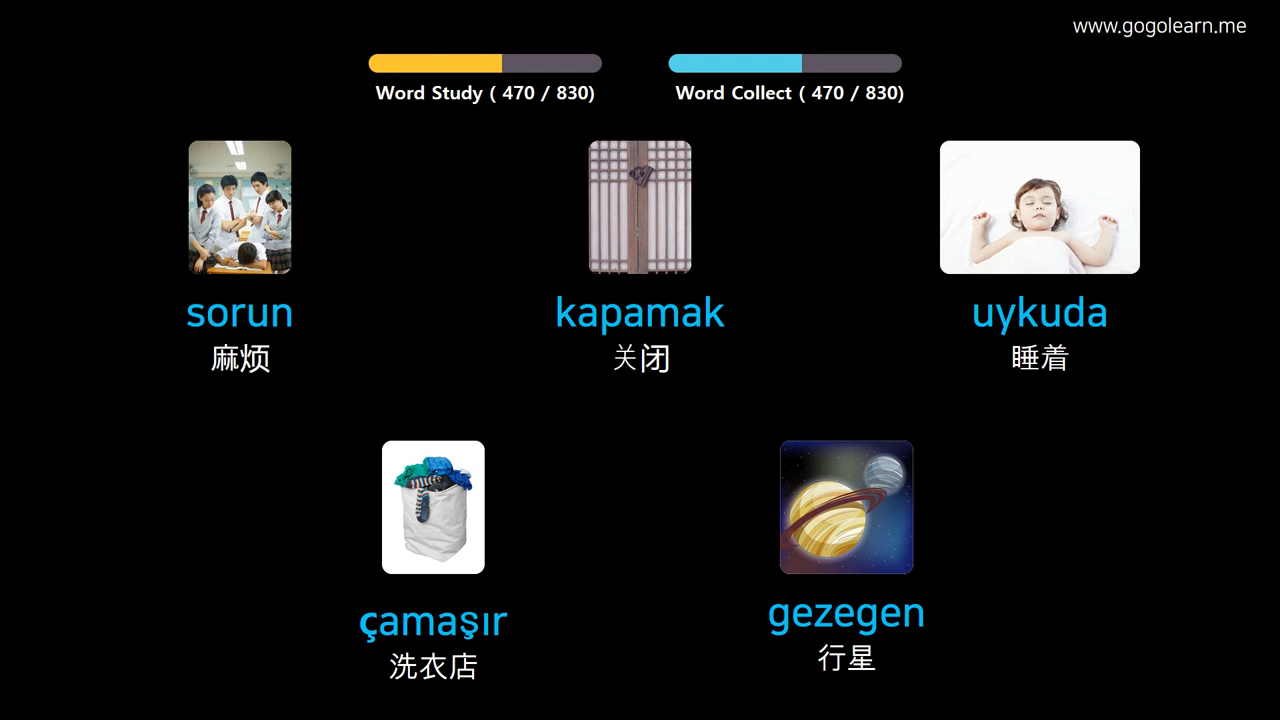 www.gogolearn.me
Word Study ( 470 / 830)
Word Collect ( 470 / 830)
sorun
麻烦
kapamak
关闭
uykuda
睡着
çamaşır
洗衣店
gezegen
行星